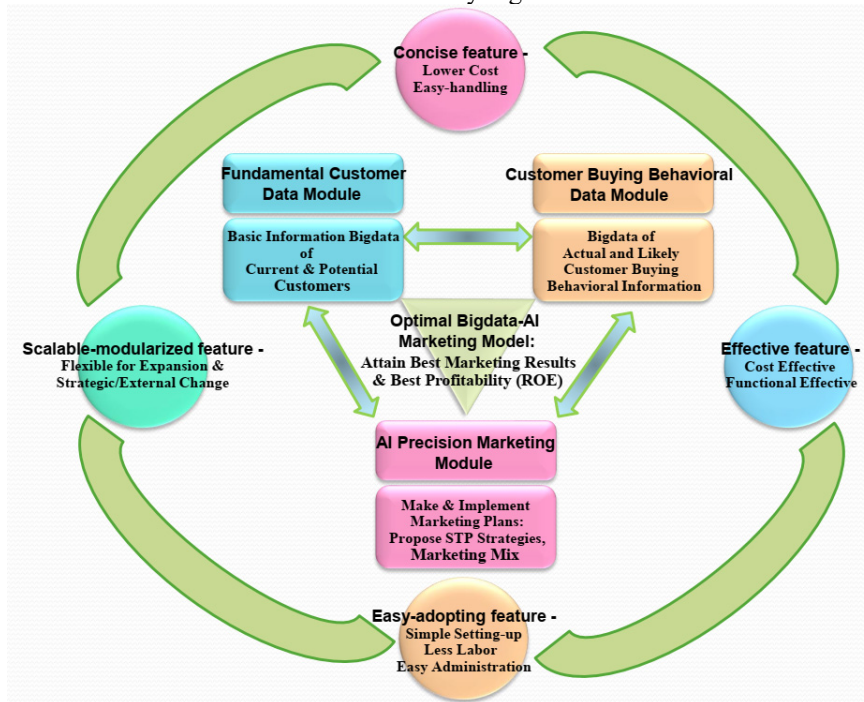 Concise feature -
Lower Cost
Easy-handling
Fundamental Customer
Data Module
Basic Information Bigdata
of
Current & Potential
Customers
Customer Buying Behavioral
Data Module
Bigdata of
Actual and Likely
Customer Buying
Behavioral Information
Optimal Bigdata-AI
Marketing Model:
Attain Best Marketing Results
& Best Profitability (ROE)
Scalable-modularized feature -
Flexible for Expansion &
Strategic/External Change
Effective feature -
Cost Effective
Functional Effective
AI Precision Marketing
Module
Make & Implement
Marketing Plans:
Propose STP Strategies,
Marketing Mix
Easy-adopting feature -
Simple Setting-up
Less Labor
Easy Administration